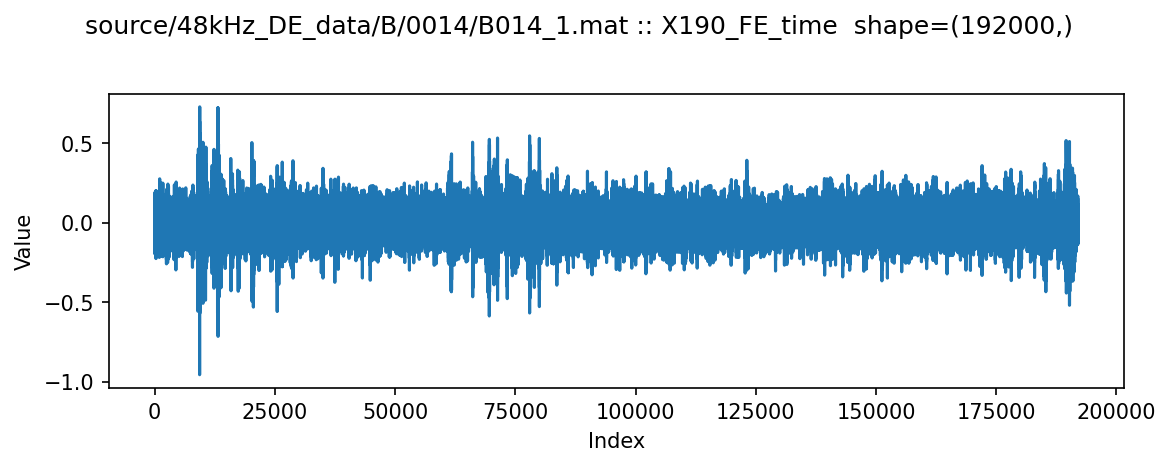 source/48kHz_DE_data/B/0014/B014_1.mat :: X190_FE_time  shape=(192000,)
0.5
0.0
−0.5
−1.0
Value
0 25000 50000 75000 100000 125000 150000 175000 200000
Index